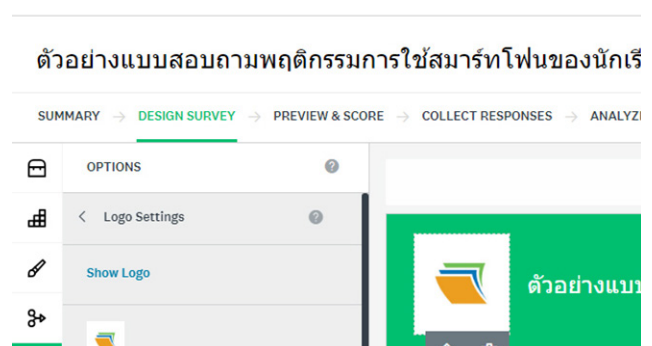 ตัวอย่างแบบสอบถามพฤติกรรมการใช้สมาร์ทโฟนของนักเรี
SUMMARY → DESIGN SURVEY → PREVIEW & SCORE → COLLECT RESPONSES → ANALYZ
OPTIONS
Logo Settings
Show Logo
ตัวอย่างแบบ